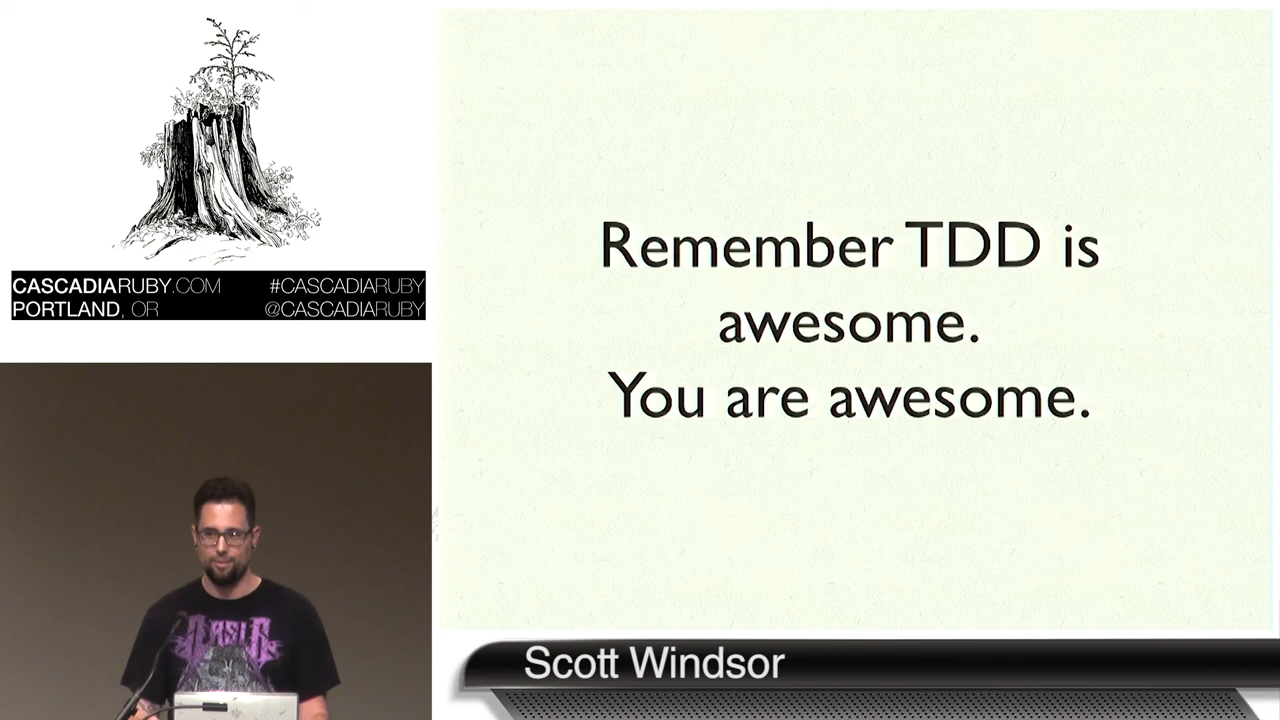 CASCADIARUBY.COM #CASCADIARUBY
PORTLAND, OR @CASCADIARUBY
Remember TDD is
awesome.
You are awesome.
Scott Windsor